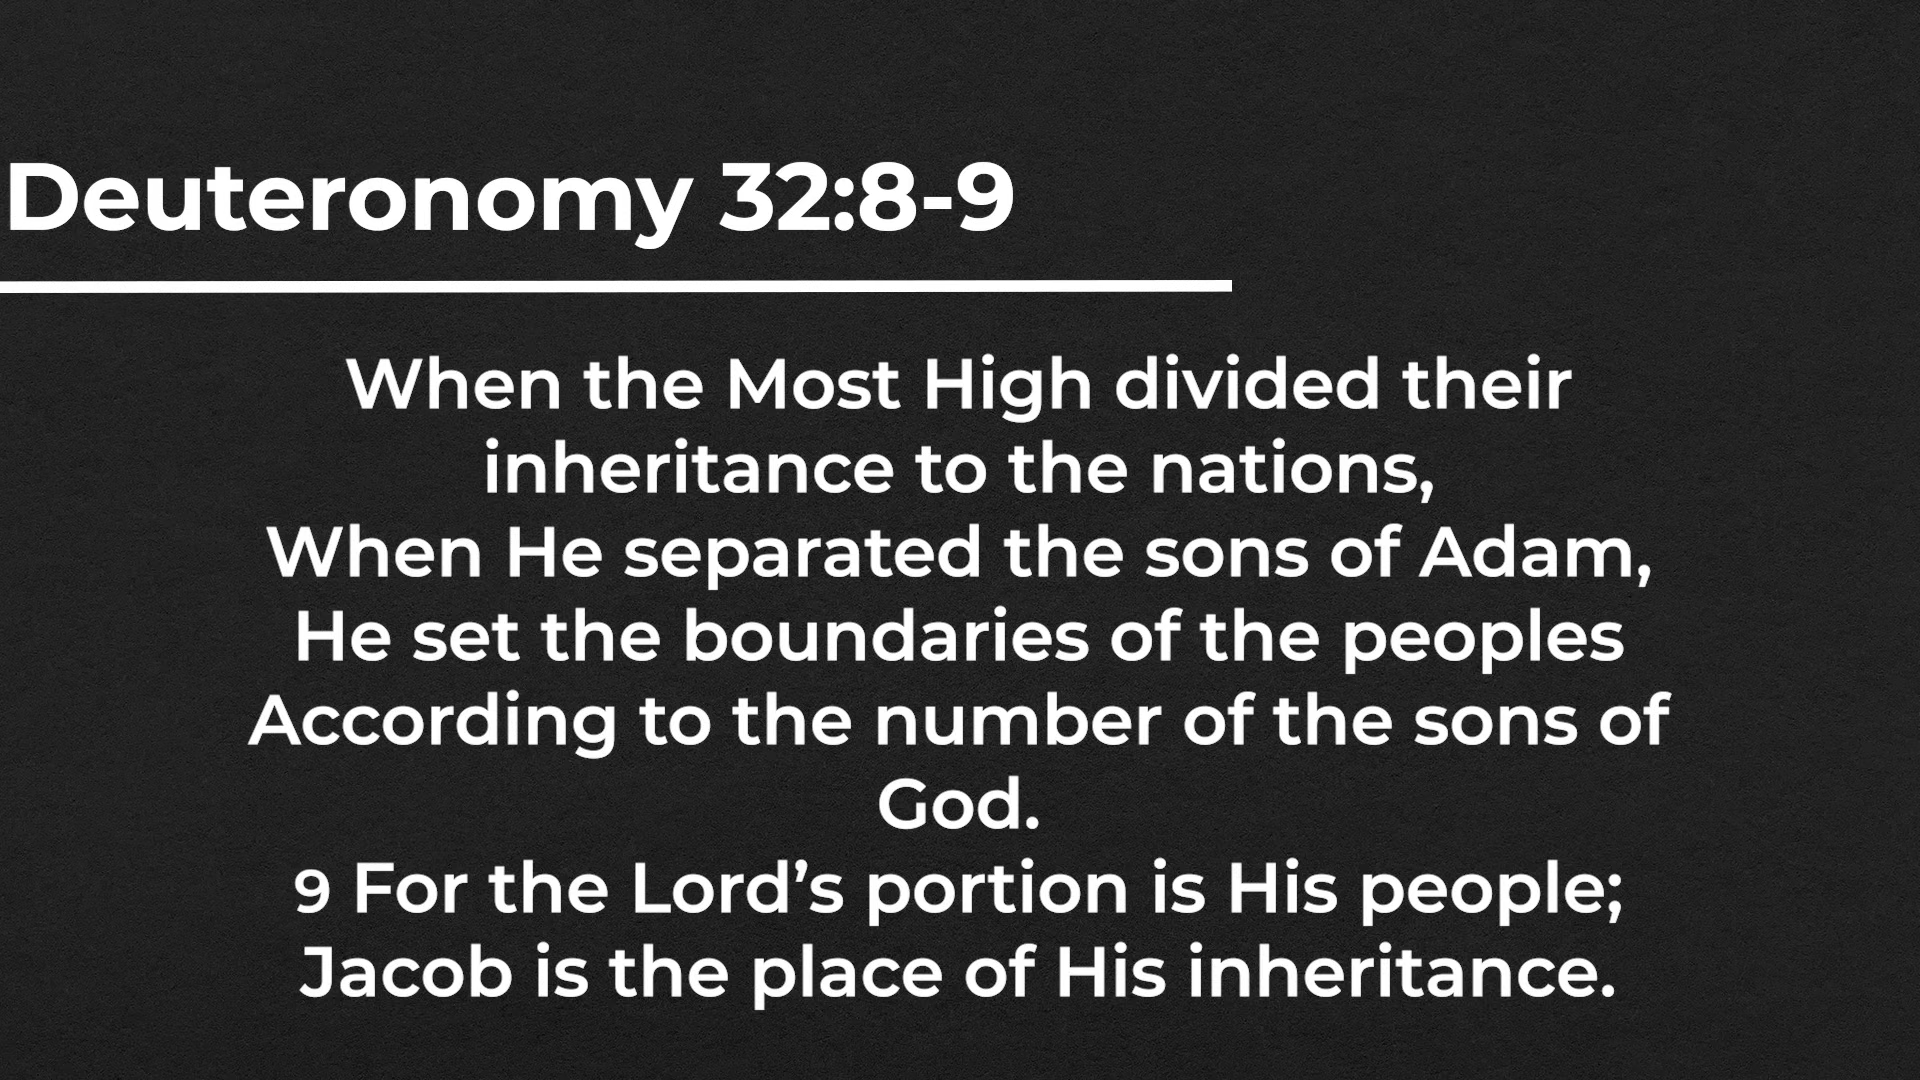 Deuteronomy 32:8-9
When the Most High divided their
inheritance to the nations,
When He separated the sons of Adam,
He set the boundaries of the peoples
According to the number of the sons of
God.
9 For the Lord’s portion is His people;
Jacob is the place of His inheritance.